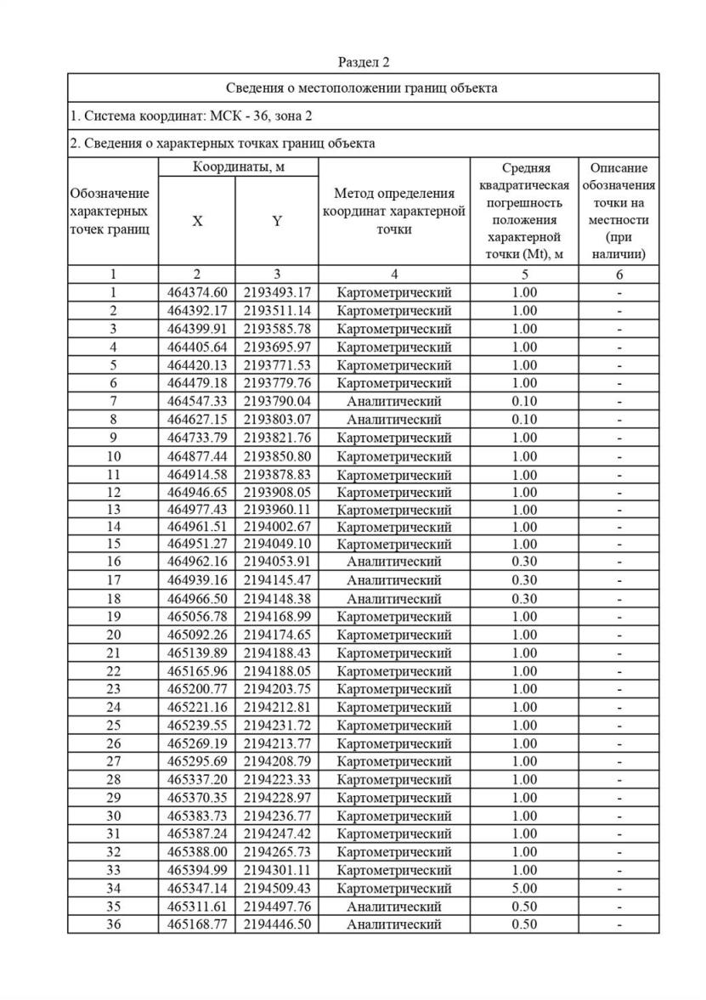 Раздел 2
Сведения о местоположении границ объекта
1. Система координат: МСК - 36, зона 2
2. Сведения о характерных точках границ объекта
Обозначение характерных точек границ
Координаты, м
X
Y
Метод определения координат характерной точки
Средняя квадратическая погрешность положения характерной точки (Mt), м
Описание обозначения точки на местности (при наличии)
1 2 3 4 5 6
1 464374.60 2193493.17 Картометрический 1.00 -
2 464392.17 2193511.14 Картометрический 1.00 -
3 464399.91 2193585.78 Картометрический 1.00 -
4 464405.64 2193695.97 Картометрический 1.00 -
5 464420.13 2193771.53 Картометрический 1.00 -
6 464479.18 2193779.76 Картометрический 1.00 -
7 464547.33 2193790.04 Аналитический 0.10 -
8 464627.15 2193803.07 Аналитический 0.10 -
9 464733.79 2193821.76 Картометрический 1.00 -
10 464877.44 2193850.80 Картометрический 1.00 -
11 464914.58 2193878.83 Картометрический 1.00 -
12 464946.65 2193908.05 Картометрический 1.00 -
13 464977.43 2193960.11 Картометрический 1.00 -
14 464961.51 2194002.67 Картометрический 1.00 -
15 464951.27 2194049.10 Картометрический 1.00 -
16 464962.16 2194053.91 Аналитический 0.30 -
17 464939.16 2194145.47 Аналитический 0.30 -
18 464966.50 2194148.38 Аналитический 0.30 -
19 465056.78 2194168.99 Картометрический 1.00 -
20 465092.26 2194174.65 Картометрический 1.00 -
21 465139.89 2194188.43 Картометрический 1.00 -
22 465165.96 2194188.05 Картометрический 1.00 -
23 465200.77 2194203.75 Картометрический 1.00 -
24 465221.16 2194212.81 Картометрический 1.00 -
25 465239.55 2194231.72 Картометрический 1.00 -
26 465269.19 2194213.77 Картометрический 1.00 -
27 465295.69 2194208.79 Картометрический 1.00 -
28 465337.20 2194223.33 Картометрический 1.00 -
29 465370.35 2194228.97 Картометрический 1.00 -
30 465383.73 2194236.77 Картометрический 1.00 -
31 465387.24 2194247.42 Картометрический 1.00 -
32 465388.00 2194265.73 Картометрический 1.00 -
33 465394.99 2194301.11 Картометрический 1.00 -
34 465347.14 2194509.43 Картометрический 5.00 -
35 465311.61 2194497.76 Аналитический 0.50 -
36 465168.77 2194446.50 Аналитический 0.50 -